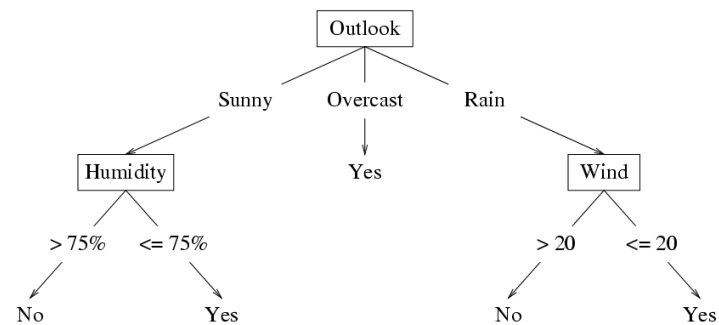 Outlook
Sunny Overcast Rain
Humidity Yes Wind
> 75% <= 75% > 20 <= 20
No Yes No Yes